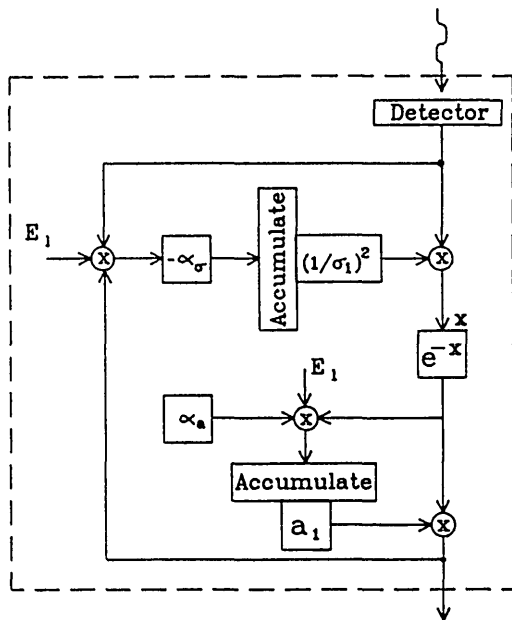 Detector
E₁
x
-∝σ
Accumulate
(1/σ₁)²
x
x
e⁻ˣ
E₁
∝ₐ
x
Accumulate
a₁
x